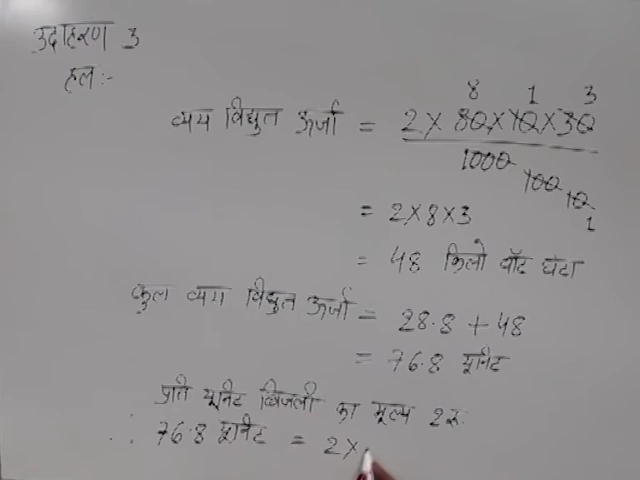 उदाहरण 3
हल :-
8 1 3
व्यय विद्युत ऊर्जा = 2 x 80 x 10 x 30
1000 100 10 1
= 2 x 8 x 3
= 48 किलो वॉट घंटा
कुल व्यय विद्युत ऊर्जा = 28.8 + 48
= 76.8 यूनिट
प्रति यूनिट बिजली का मूल्य 2 रू.
∴ 76.8 यूनिट = 2 x